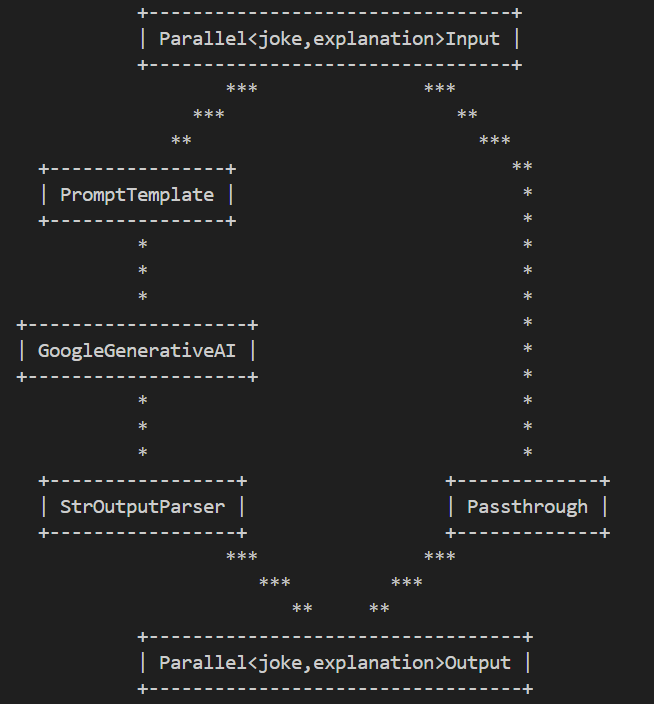 Parallel<joke,explanation>Input
PromptTemplate
GoogleGenerativeAI
StrOutputParser
Passthrough
Parallel<joke,explanation>Output